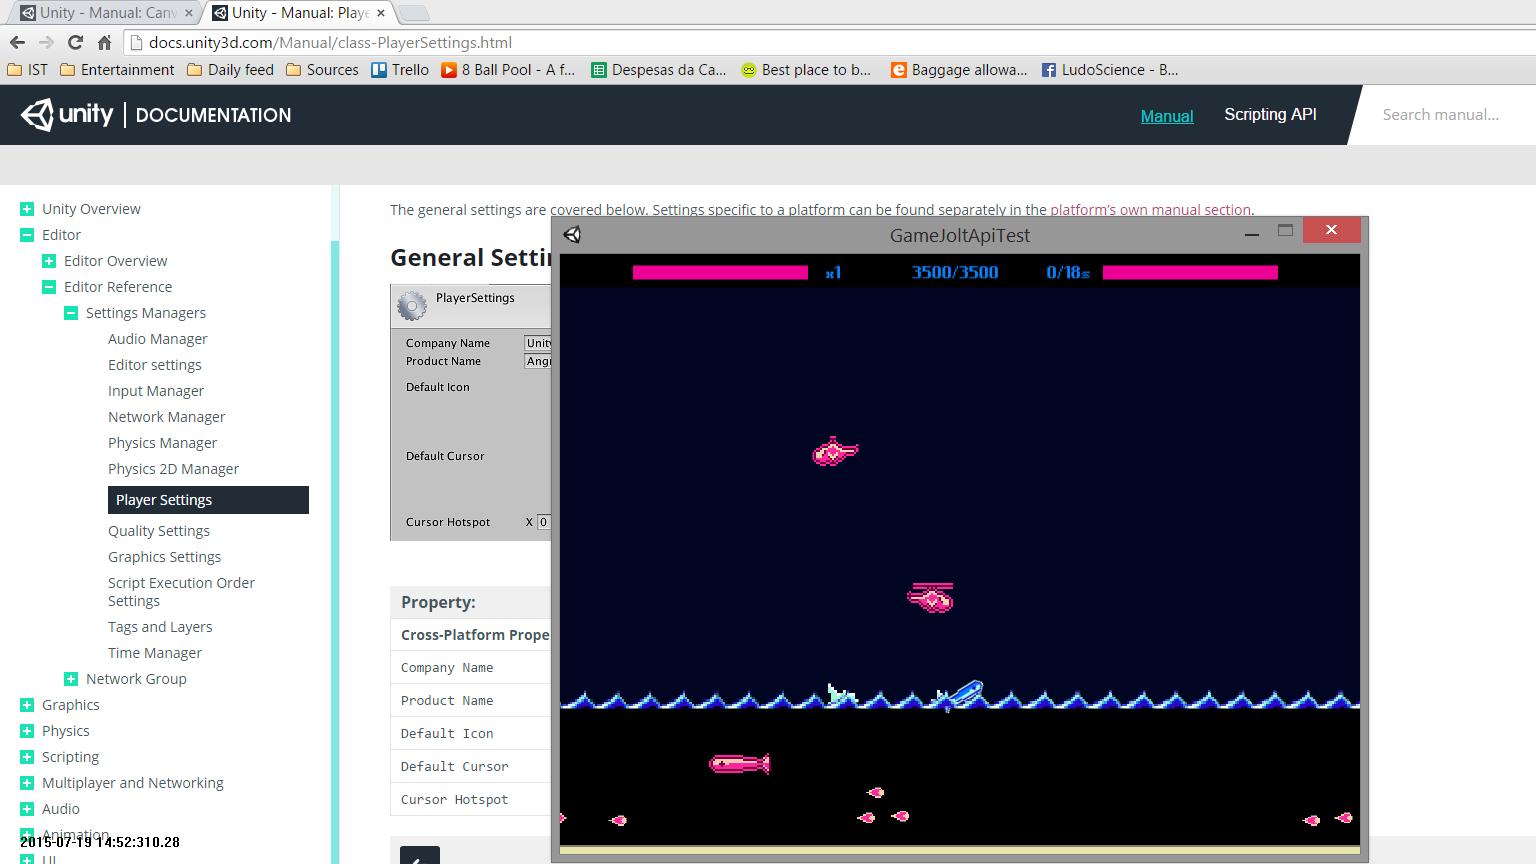 Unity - Manual: Canv
Unity - Manual: Playe
docs.unity3d.com/Manual/class-PlayerSettings.html
IST Entertainment Daily feed Sources Trello 8 Ball Pool - A f... Despesas da Ca... Best place to b... Baggage allowa... LudoScience - B...
unity DOCUMENTATION
Manual Scripting API Search manual...
Unity Overview
Editor
Editor Overview
Editor Reference
Settings Managers
Audio Manager
Editor settings
Input Manager
Network Manager
Physics Manager
Physics 2D Manager
Player Settings
Quality Settings
Graphics Settings
Script Execution Order
Settings
Tags and Layers
Time Manager
Network Group
Graphics
Physics
Scripting
Multiplayer and Networking
Audio
Animation
UI
2015-07-19 14:52:310.28
The general settings are covered below. Settings specific to a platform can be found separately in the platform's own manual section.
General Settin
PlayerSettings
Company Name Unity
Product Name Angr
Default Icon
Default Cursor
Cursor Hotspot X 0
Property:
Cross-Platform Prope
Company Name
Product Name
Default Icon
Default Cursor
Cursor Hotspot
GameJoltApiTest
x1 3500/3500 0/18s